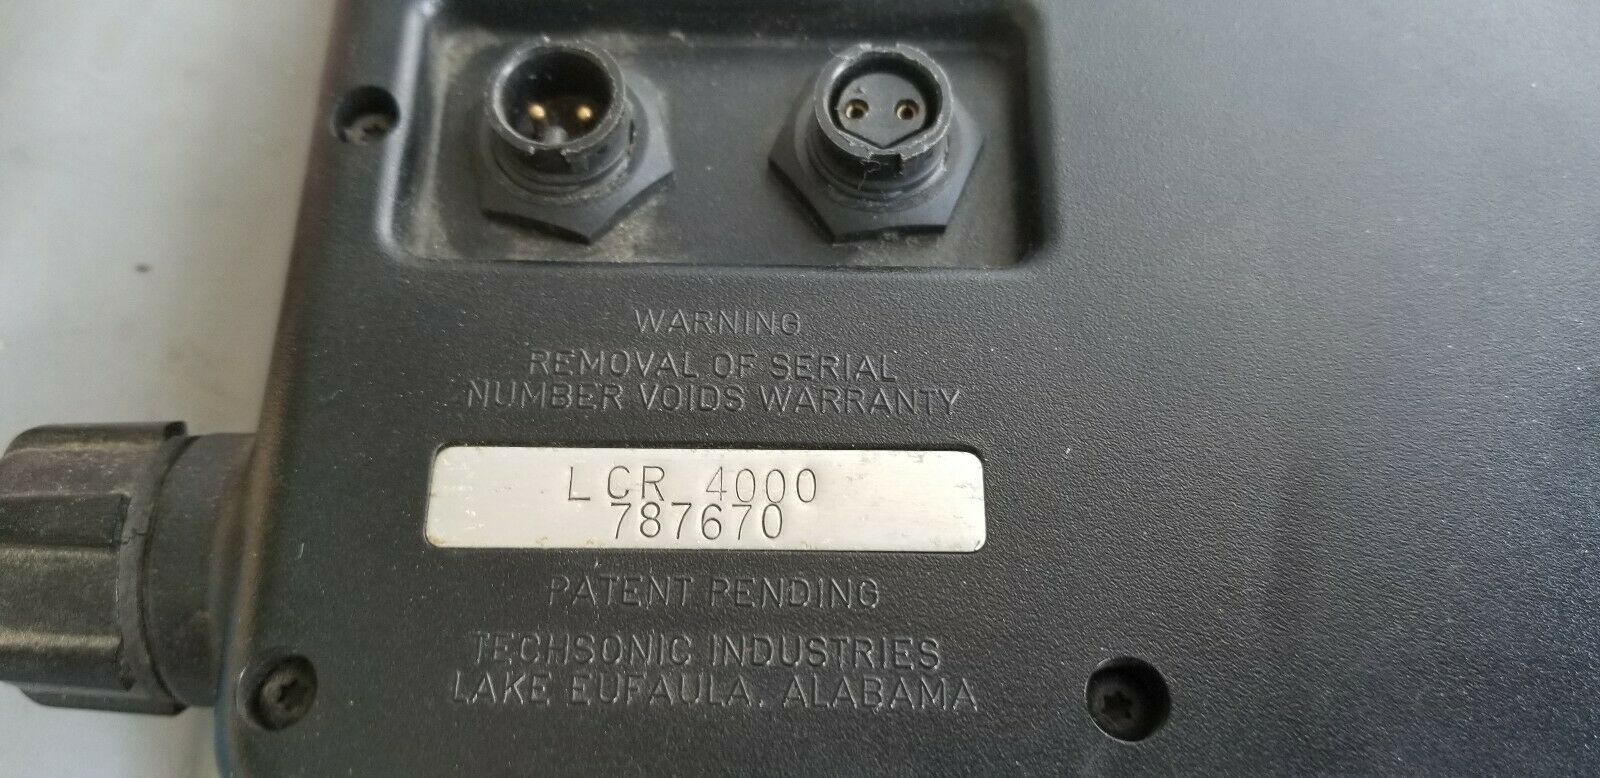 WARNING
REMOVAL OF SERIAL
NUMBER VOIDS WARRANTY
LCR 4000
787670
PATENT PENDING
TECHSONIC INDUSTRIES
LAKE EUFAULA, ALABAMA